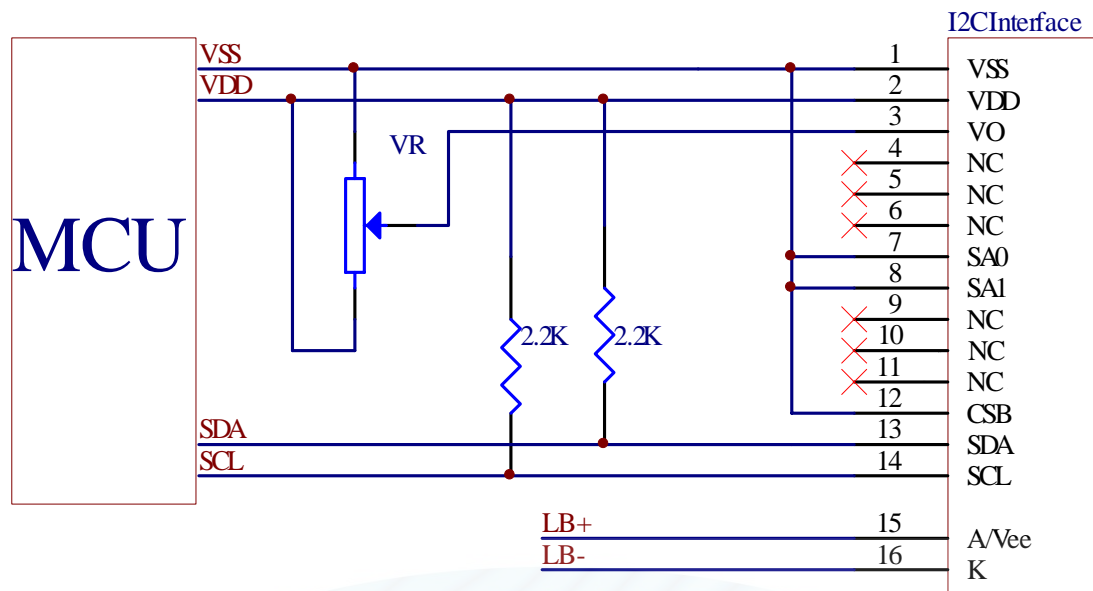 I2CInterface
VSS 1 VSS
VDD 2 VDD
VR 3 VO
4 NC
5 NC
6 NC
MCU
7 SA0
8 SA1
9 NC
2.2K 2.2K 10 NC
11 NC
12 CSB
SDA 13 SDA
SCL 14 SCL
LB+ 15 A/Vee
LB- 16 K